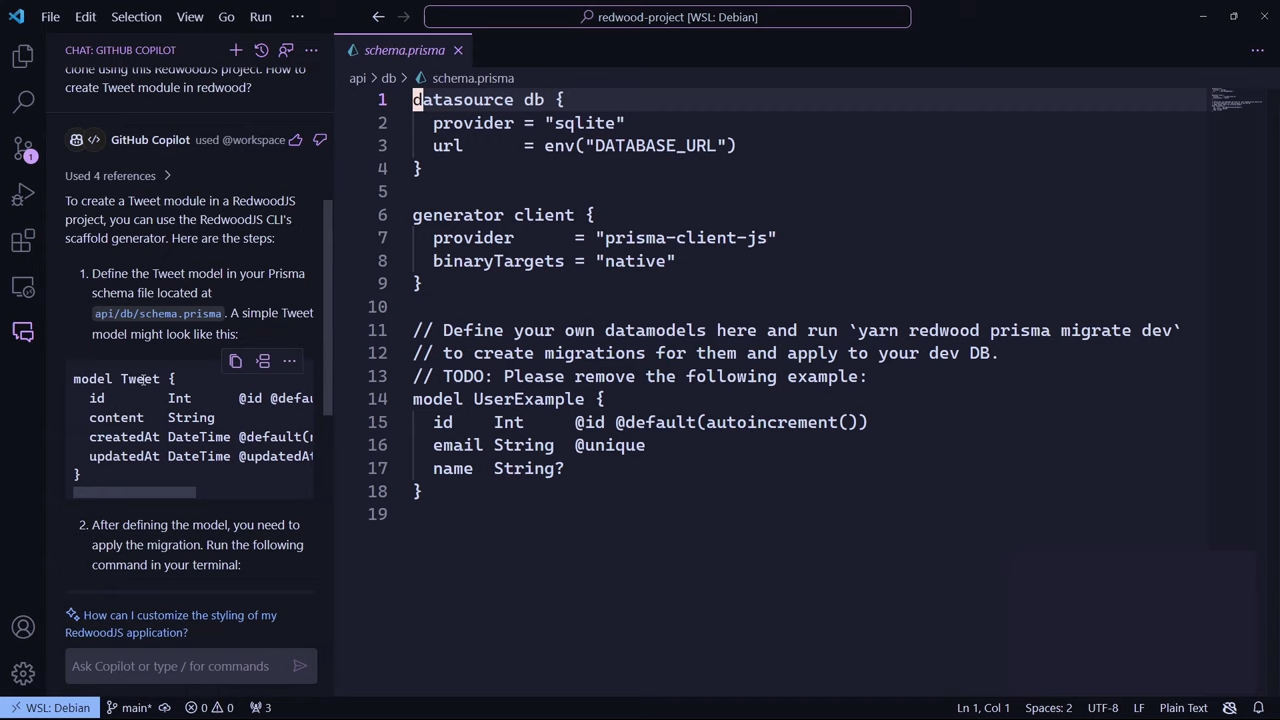 File Edit Selection View Go Run ···
redwood-project [WSL: Debian]
CHAT: GITHUB COPILOT
clone using this RedwoodJS project. How to
create Tweet module in redwood?
GitHub Copilot used @workspace
Used 4 references
To create a Tweet module in a RedwoodJS
project, you can use the RedwoodJS CLI's
scaffold generator. Here are the steps:
1. Define the Tweet model in your Prisma
schema file located at
api/db/schema.prisma. A simple Tweet
model might look like this:
model Tweet {
id Int @id @defau
content String
createdAt DateTime @default(n
updatedAt DateTime @updatedAt
}
2. After defining the model, you need to
apply the migration. Run the following
command in your terminal:
How can I customize the styling of my
RedwoodJS application?
Ask Copilot or type / for commands
schema.prisma
api > db > schema.prisma
1 datasource db {
2 provider = "sqlite"
3 url = env("DATABASE_URL")
4 }
5
6 generator client {
7 provider = "prisma-client-js"
8 binaryTargets = "native"
9 }
10
11 // Define your own datamodels here and run `yarn redwood prisma migrate dev`
12 // to create migrations for them and apply to your dev DB.
13 // TODO: Please remove the following example:
14 model UserExample {
15 id Int @id @default(autoincrement())
16 email String @unique
17 name String?
18 }
19
1
WSL: Debian main* 0 0 3 Ln 1, Col 1 Spaces: 2 UTF-8 LF Plain Text